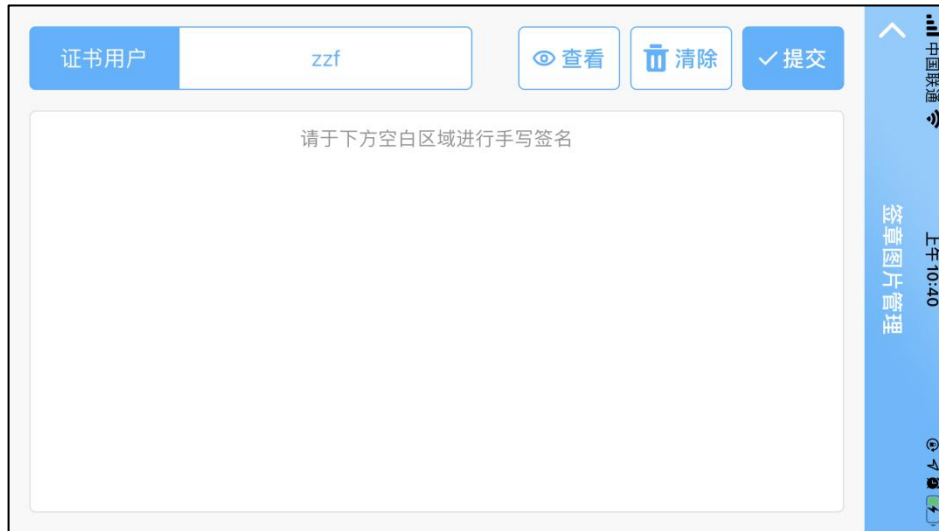 证书用户
zzf
查看
清除
提交
请于下方空白区域进行手写签名
签章图片管理
中国联通
上午10:40